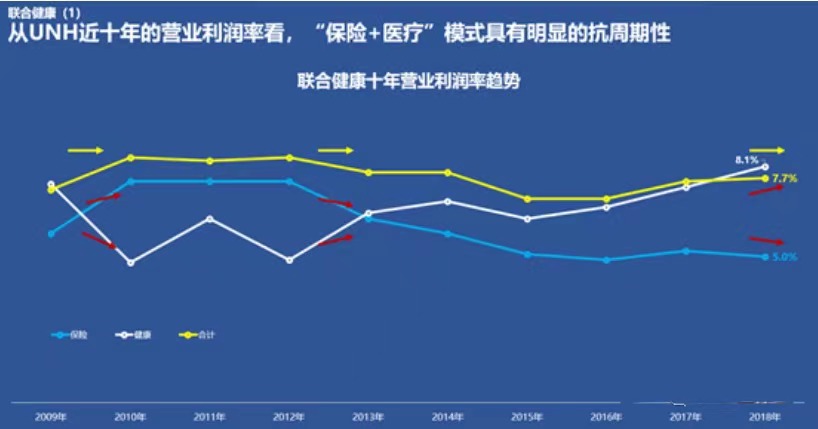 联合健康（1）
从UNH近十年的营业利润率看，“保险+医疗”模式具有明显的抗周期性
联合健康十年营业利润率趋势
8.1%
7.7%
5.0%
保险 健康 合计
2009年 2010年 2011年 2012年 2013年 2014年 2015年 2016年 2017年 2018年